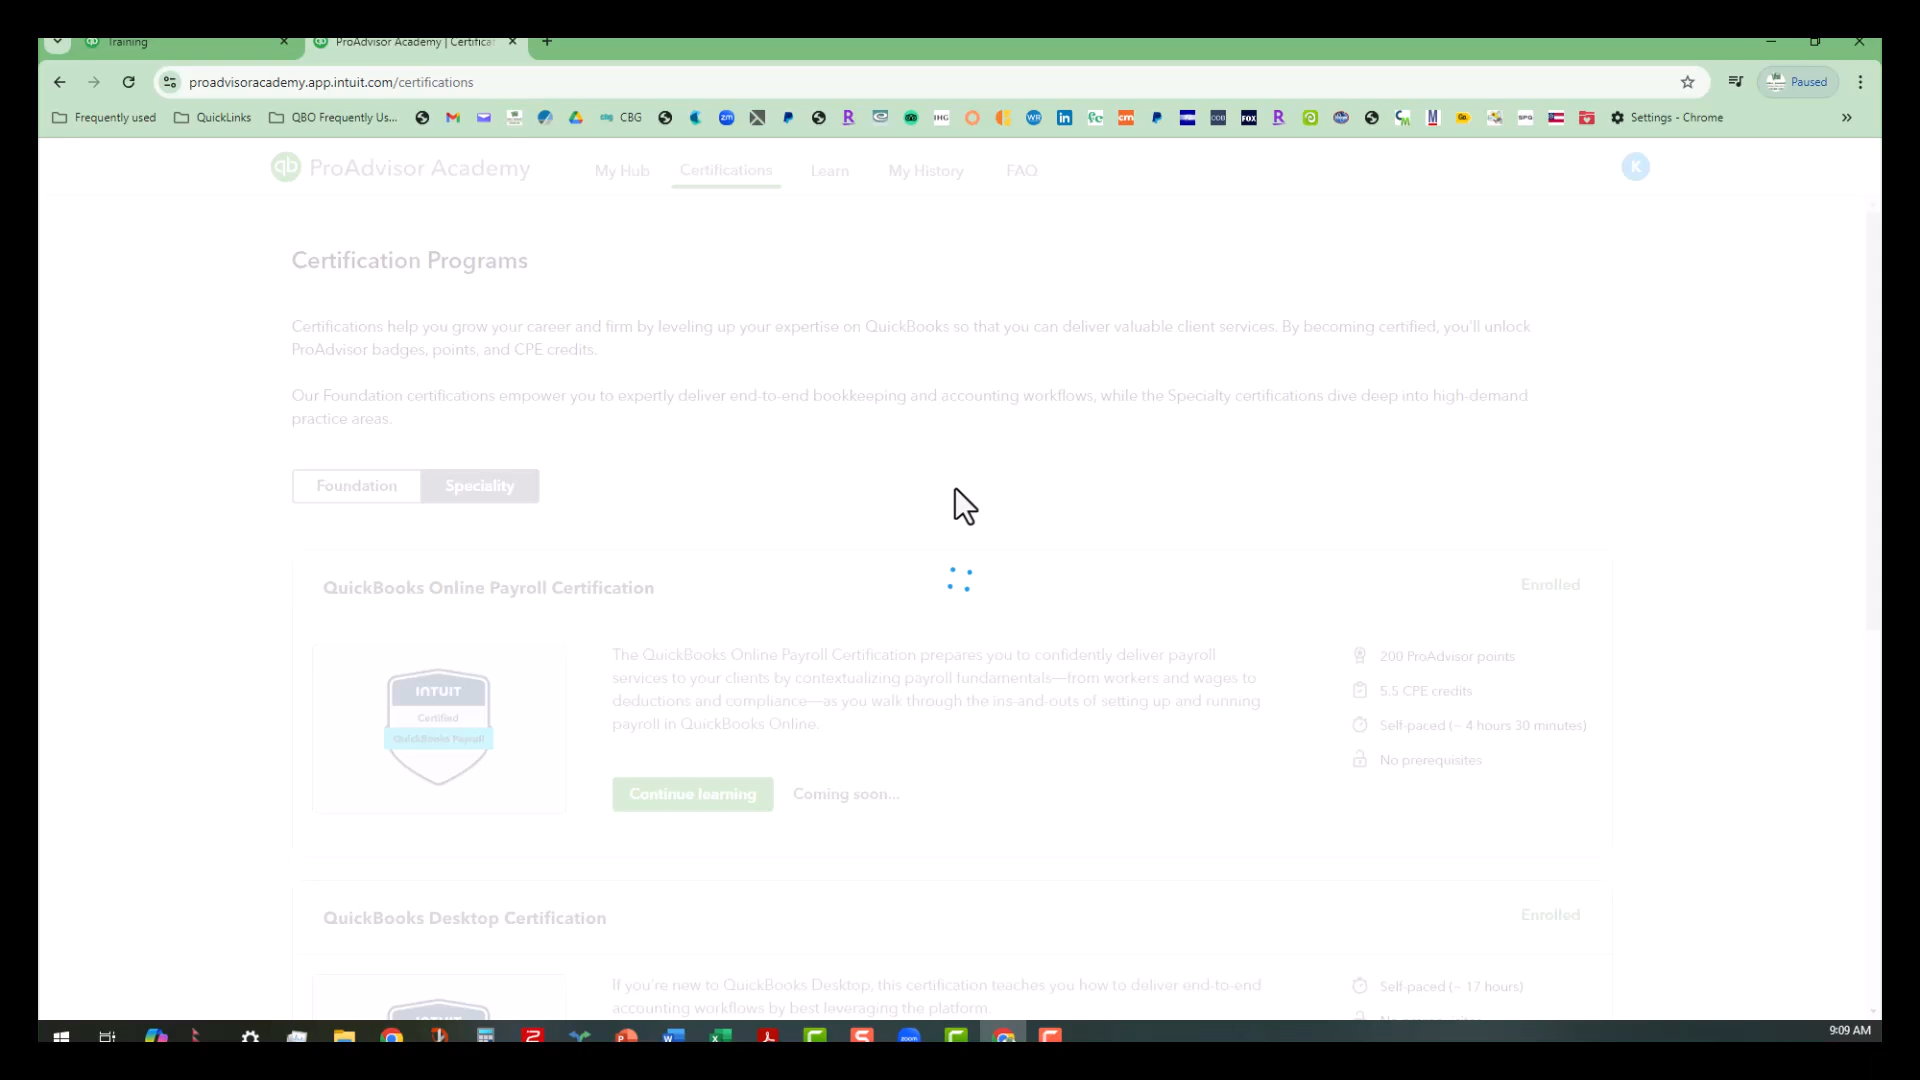 Training
ProAdvisor Academy | Certificat
proadvisoracademy.app.intuit.com/certifications
Paused
Frequently used
QuickLinks
QBO Frequently Us...
CBG
Settings - Chrome
qb ProAdvisor Academy
My Hub
Certifications
Learn
My History
FAQ
K
Certification Programs
Certifications help you grow your career and firm by leveling up your expertise on QuickBooks so that you can deliver valuable client services. By becoming certified, you'll unlock
ProAdvisor badges, points, and CPE credits.
Our Foundation certifications empower you to expertly deliver end-to-end bookkeeping and accounting workflows, while the Specialty certifications dive deep into high-demand
practice areas.
Foundation
Speciality
QuickBooks Online Payroll Certification
Enrolled
INTUIT
Certified
QuickBooks Payroll
The QuickBooks Online Payroll Certification prepares you to confidently deliver payroll
services to your clients by contextualizing payroll fundamentals—from workers and wages to
deductions and compliance—as you walk through the ins-and-outs of setting up and running
payroll in QuickBooks Online.
200 ProAdvisor points
5.5 CPE credits
Self-paced (~ 4 hours 30 minutes)
No prerequisites
Continue learning
Coming soon...
QuickBooks Desktop Certification
Enrolled
If you're new to QuickBooks Desktop, this certification teaches you how to deliver end-to-end
accounting workflows by best leveraging the platform.
Self-paced (~ 17 hours)
9:09 AM